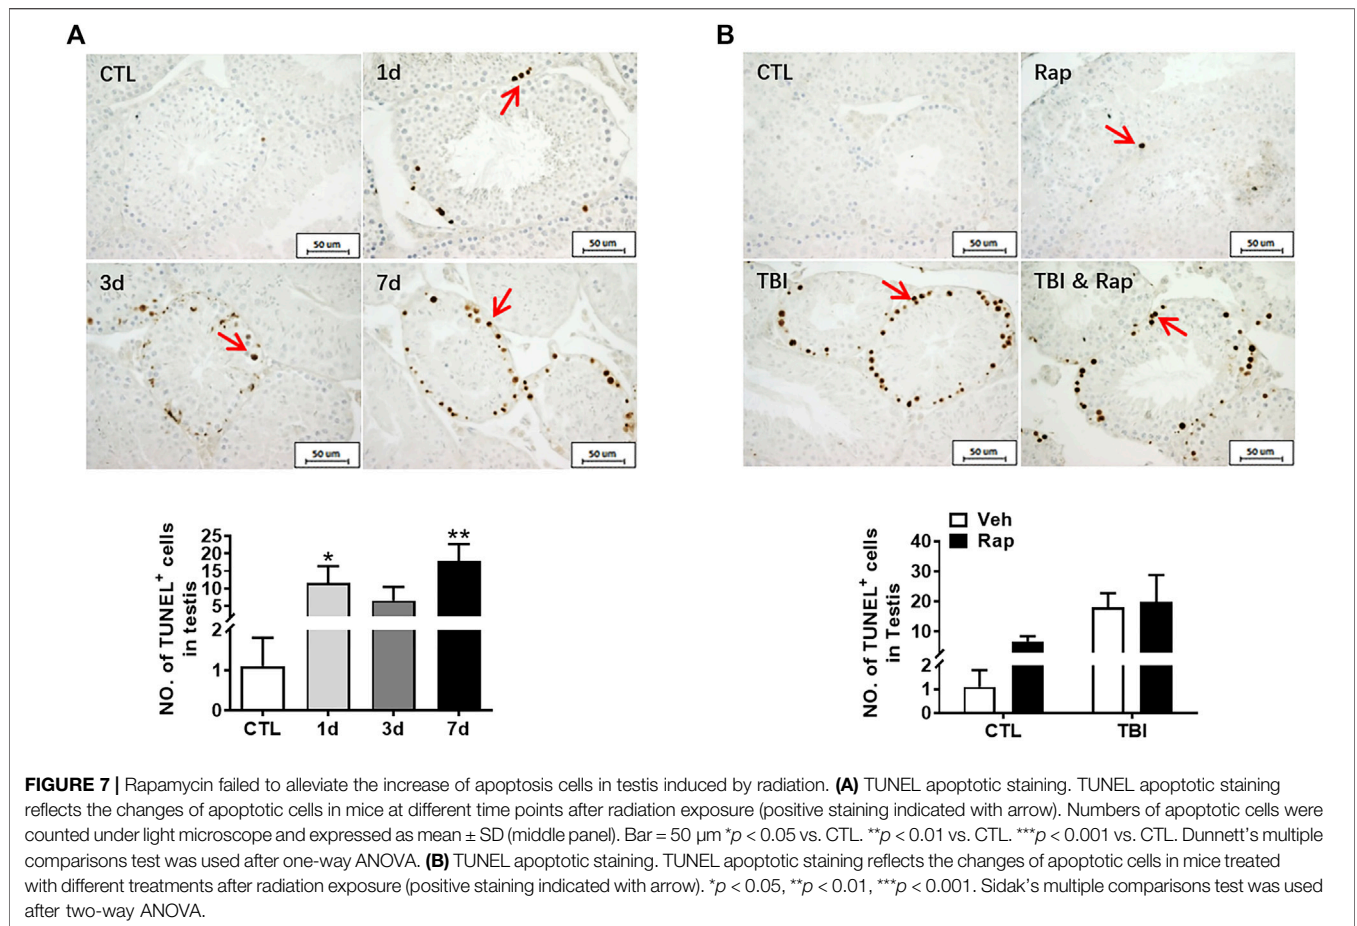 A
CTL
1d
50 um
50 um
3d
7d
50 um
50 um
NO. of TUNEL+ cells
in testis
25
20
15
10
5
2
1
0
*
**
CTL
1d
3d
7d
B
CTL
Rap
50 um
50 um
TBI
TBI & Rap
50 um
50 um
Veh
Rap
NO. of TUNEL+ cells
in Testis
40
30
20
10
2
1
0
CTL
TBI
FIGURE 7 | Rapamycin failed to alleviate the increase of apoptosis cells in testis induced by radiation. (A) TUNEL apoptotic staining. TUNEL apoptotic staining
reflects the changes of apoptotic cells in mice at different time points after radiation exposure (positive staining indicated with arrow). Numbers of apoptotic cells were
counted under light microscope and expressed as mean ± SD (middle panel). Bar = 50 μm *p < 0.05 vs. CTL. **p < 0.01 vs. CTL. ***p < 0.001 vs. CTL. Dunnett’s multiple
comparisons test was used after one-way ANOVA. (B) TUNEL apoptotic staining. TUNEL apoptotic staining reflects the changes of apoptotic cells in mice treated
with different treatments after radiation exposure (positive staining indicated with arrow). *p < 0.05, **p < 0.01, ***p < 0.001. Sidak’s multiple comparisons test was used
after two-way ANOVA.